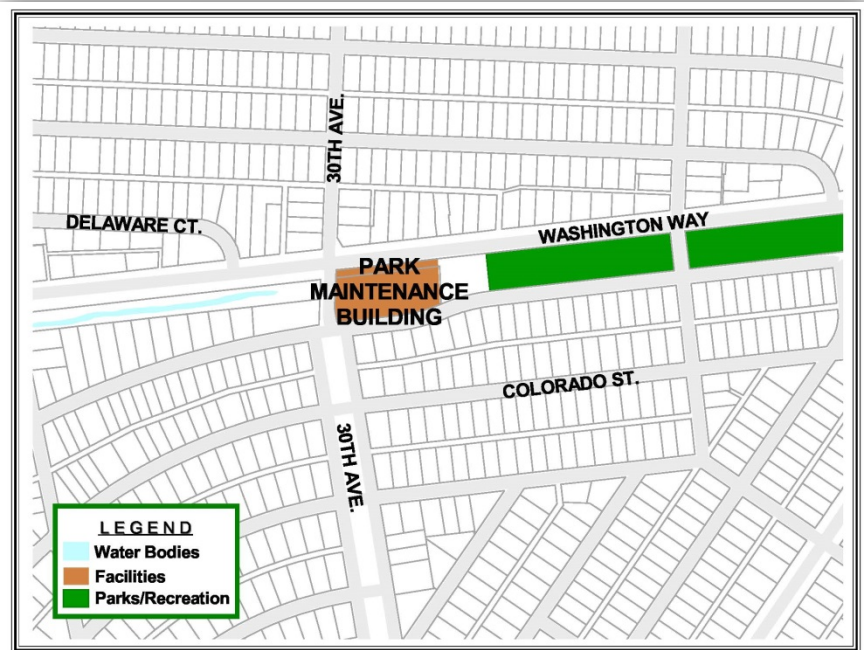 30TH AVE.
DELAWARE CT.
WASHINGTON WAY
PARK
MAINTENANCE
BUILDING
COLORADO ST.
30TH AVE.
LEGEND
Water Bodies
Facilities
Parks/Recreation